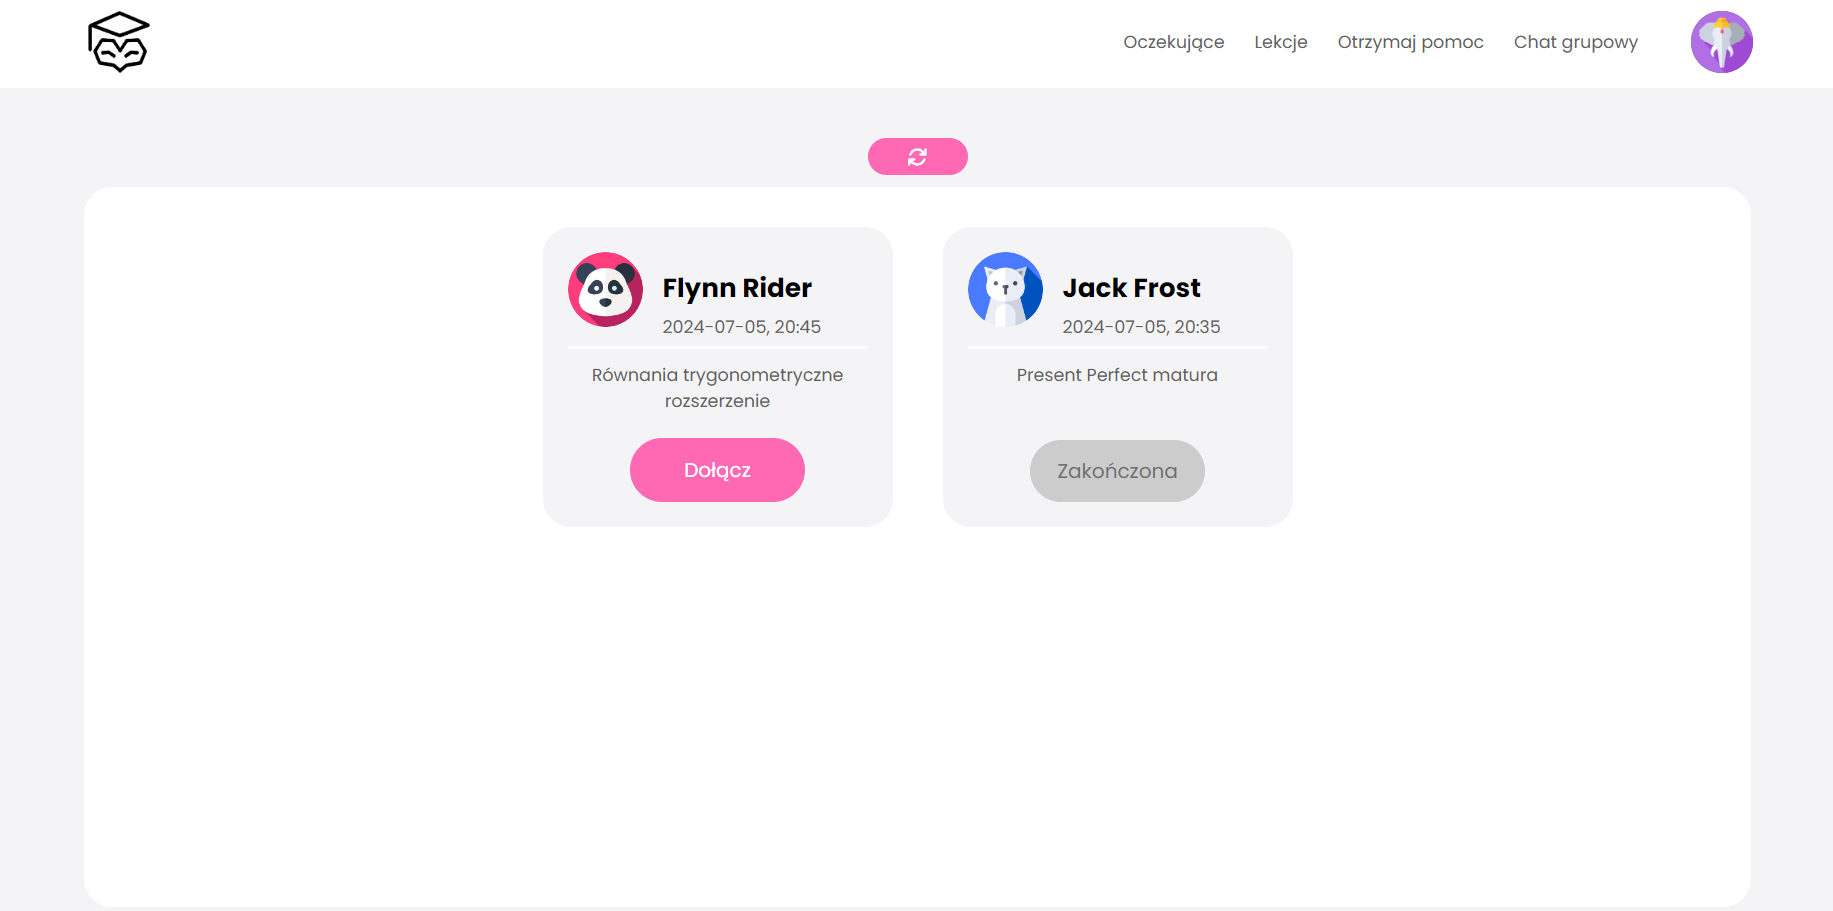 Oczekujące Lekcje Otrzymaj pomoc Chat grupowy
Flynn Rider
2024-07-05, 20:45
Równania trygonometryczne
rozszerzenie
Dołącz
Jack Frost
2024-07-05, 20:35
Present Perfect matura
Zakończona